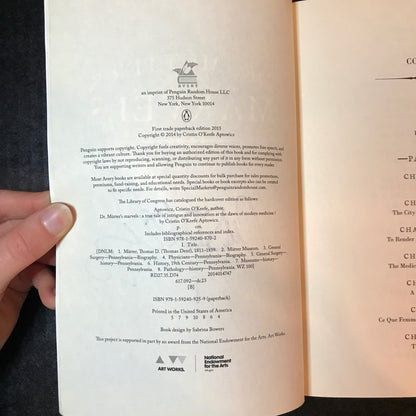 AVERY
an imprint of Penguin Random House LLC
375 Hudson Street
New York, New York 10014
First trade paperback edition 2015
Copyright © 2014 by Cristin O'Keefe Aptowicz
Penguin supports copyright. Copyright fuels creativity, encourages diverse voices, promotes free speech, and
creates a vibrant culture. Thank you for buying an authorized edition of this book and for complying with
copyright laws by not reproducing, scanning, or distributing any part of it in any form without permission.
You are supporting writers and allowing Penguin to continue to publish books for every reader.
Most Avery books are available at special quantity discounts for bulk purchase for sales promotions,
premiums, fund-raising, and educational needs. Special books or book excerpts also can be created
to fit specific needs. For details, write SpecialMarkets@penguinrandomhouse.com.
The Library of Congress has catalogued the hardcover edition as follows:
Aptowicz, Cristin O'Keefe, author.
Dr. Mütter's marvels : a true tale of intrigue and innovation at the dawn of modern medicine /
by Cristin O'Keefe Aptowicz
p. cm.
Includes bibliographical references and index.
ISBN 978-1-59240-870-2
I. Title.
[DNLM: 1. Mütter, Thomas D. (Thomas Dent), 1811–1859. 2. Mütter Museum. 3. General
Surgery—Pennsylvania—Biography. 4. Physicians—Pennsylvania—Biography. 5. General Surgery—
history—Pennsylvania. 6. History, 19th Century—Pennsylvania. 7. Museums—history—
Pennsylvania. 8. Pathology—history—Pennsylvania. WZ 100]
RD27.35.D74 2014014747
617.092—dc23
[B]
ISBN 978-1-59240-925-9 (paperback)
Printed in the United States of America
5 7 9 10 8 6 4
Book design by Sabrina Bowers
This project is supported in part by an award from the National Endowment for the Arts. Art Works.
ART WORKS.
National
Endowment
for the Arts
arts.gov
CO
—PA
CH
The City
CHA
To Render
CH
The Medic
CH
A
CH
Ce Que Femm
CH
T
CH